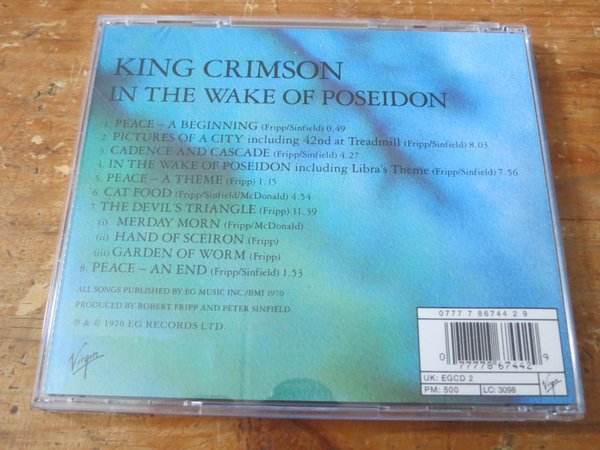 KING CRIMSON
IN THE WAKE OF POSEIDON
1. PEACE – A BEGINNING (Fripp/Sinfield) 0.49
2. PICTURES OF A CITY including 42nd at Treadmill (Fripp/Sinfield) 8.03
3. CADENCE AND CASCADE (Fripp/Sinfield) 4.27
4. IN THE WAKE OF POSEIDON including Libra's Theme (Fripp/Sinfield) 7.56
5. PEACE – A THEME (Fripp) 1.15
6. CAT FOOD (Fripp/Sinfield/McDonald) 4.54
7. THE DEVIL'S TRIANGLE (Fripp) 11.39
(i) MERDAY MORN (Fripp/McDonald)
(ii) HAND OF SCEIRON (Fripp)
(iii) GARDEN OF WORM (Fripp)
8. PEACE – AN END (Fripp/Sinfield) 1.53
ALL SONGS PUBLISHED BY EG MUSIC INC./BMI 1970
PRODUCED BY ROBERT FRIPP AND PETER SINFIELD
℗ & © 1970 EG RECORDS LTD.
Virgin
0777 7 86744 2 9
0 77778 67442 9
UK: EGCD 2
PM: 500
LC: 3098
Virgin